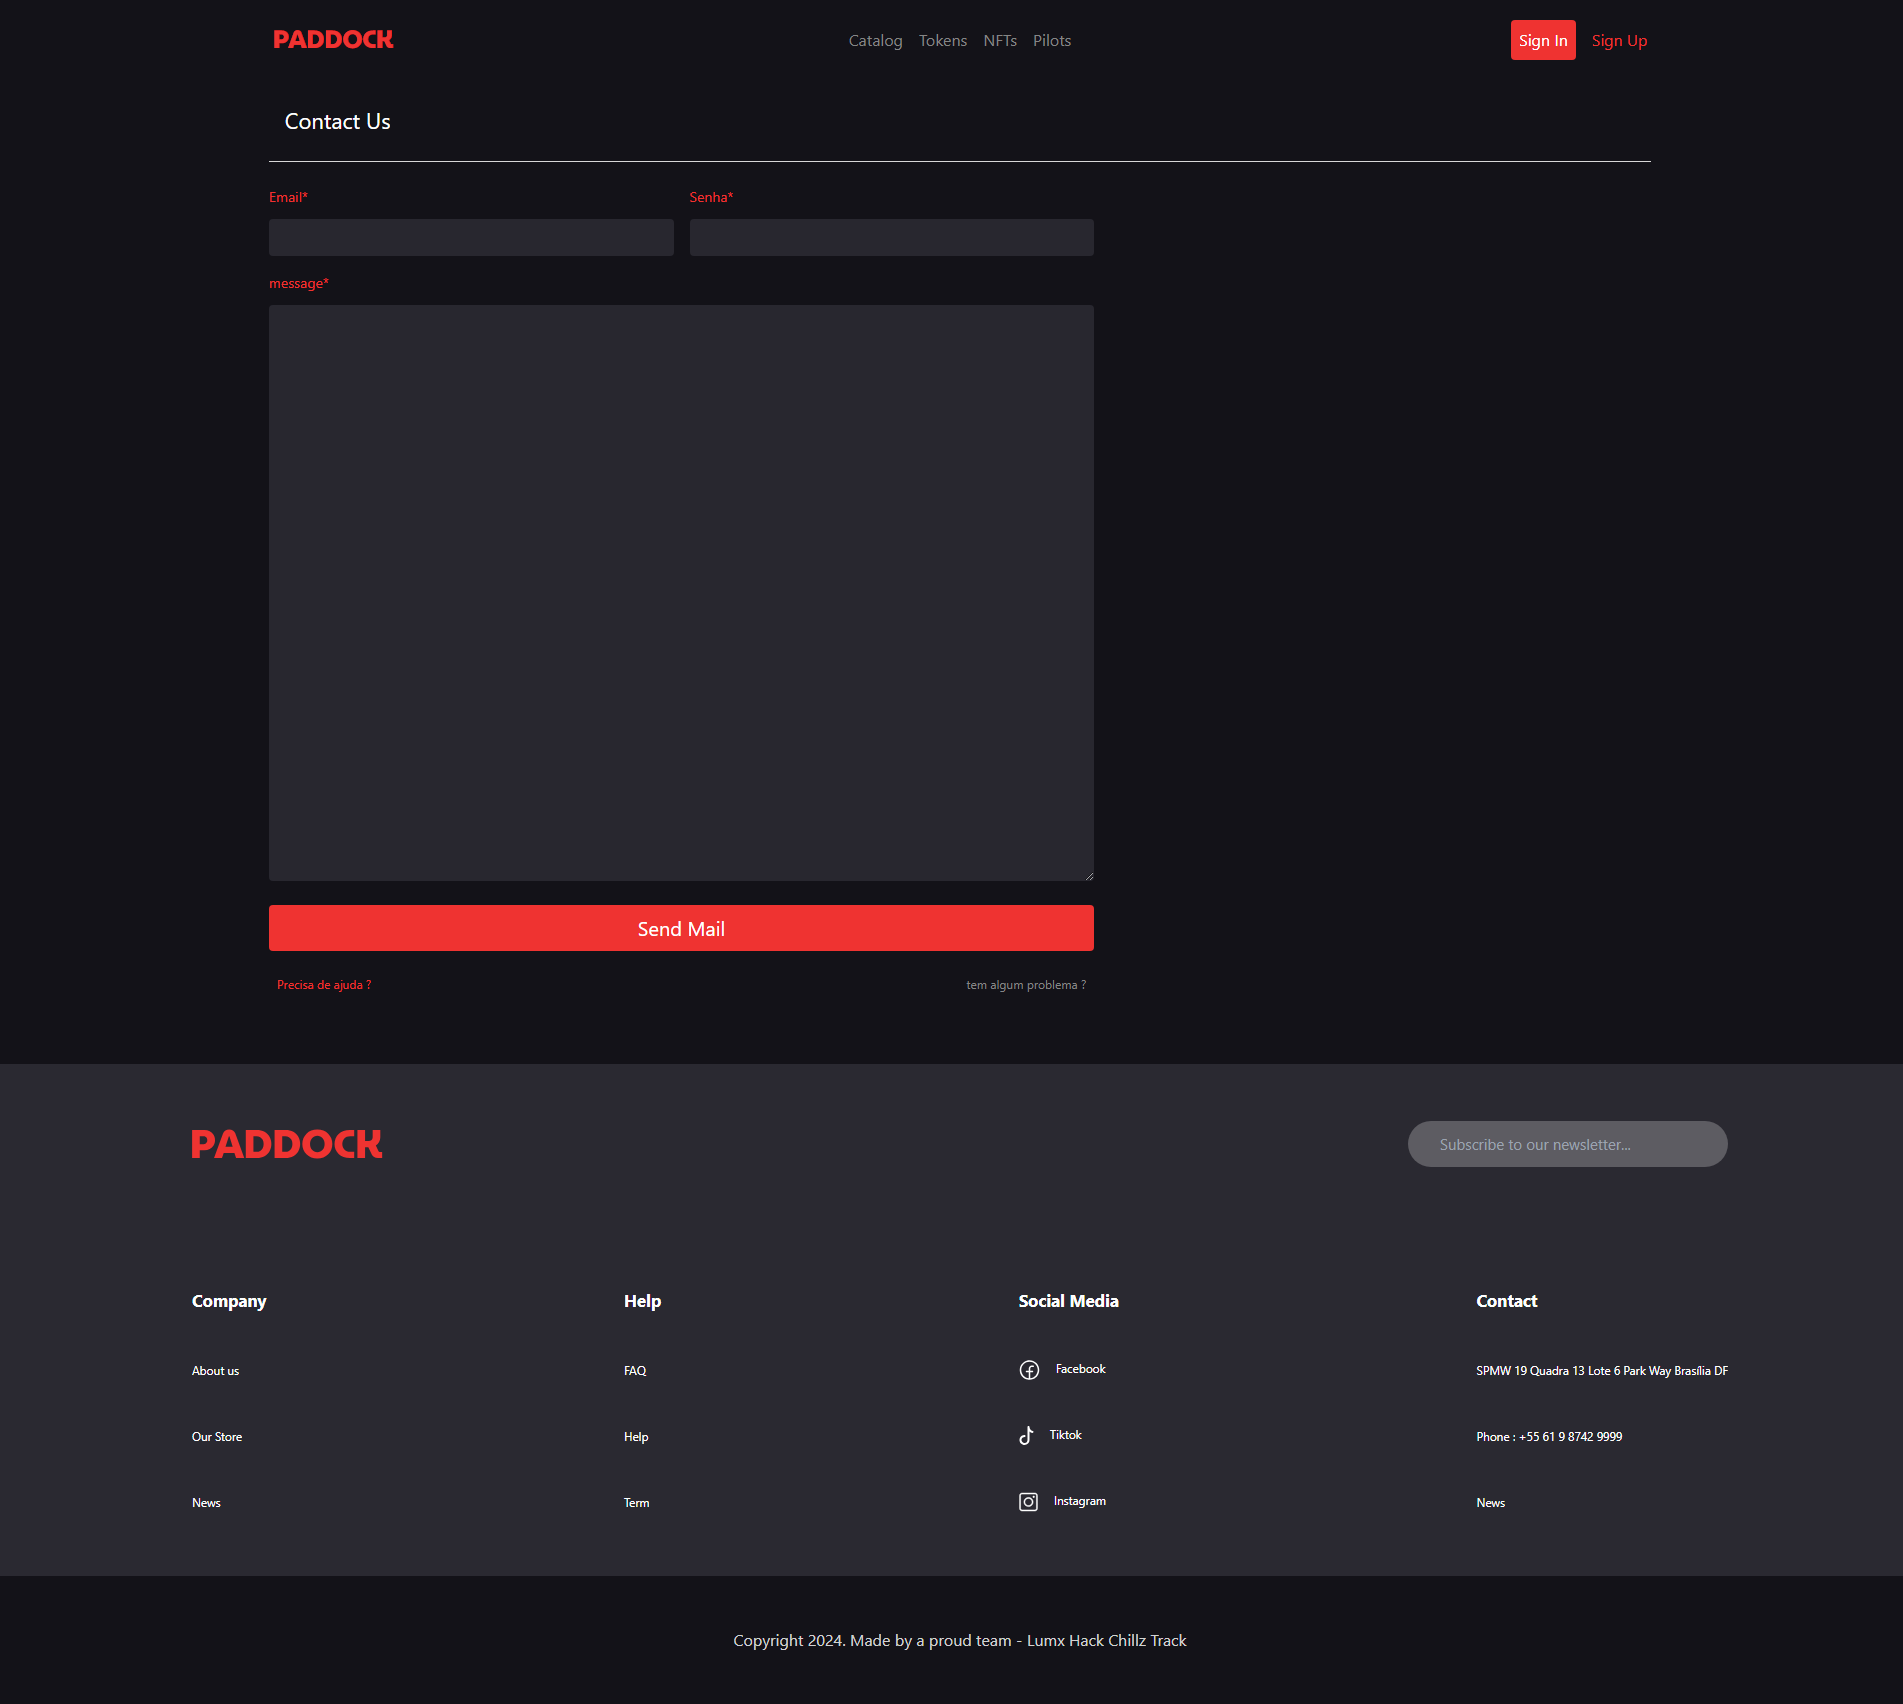 PADDOCK
Catalog Tokens NFTs Pilots
Sign In Sign Up
Contact Us
Email* Senha*
message*
Send Mail
Precisa de ajuda ? tem algum problema ?
PADDOCK
Subscribe to our newsletter...
Company Help Social Media Contact
About us FAQ Facebook SPMW 19 Quadra 13 Lote 6 Park Way Brasília DF
Our Store Help Tiktok Phone : +55 61 9 8742 9999
News Term Instagram News
Copyright 2024. Made by a proud team - Lumx Hack Chillz Track